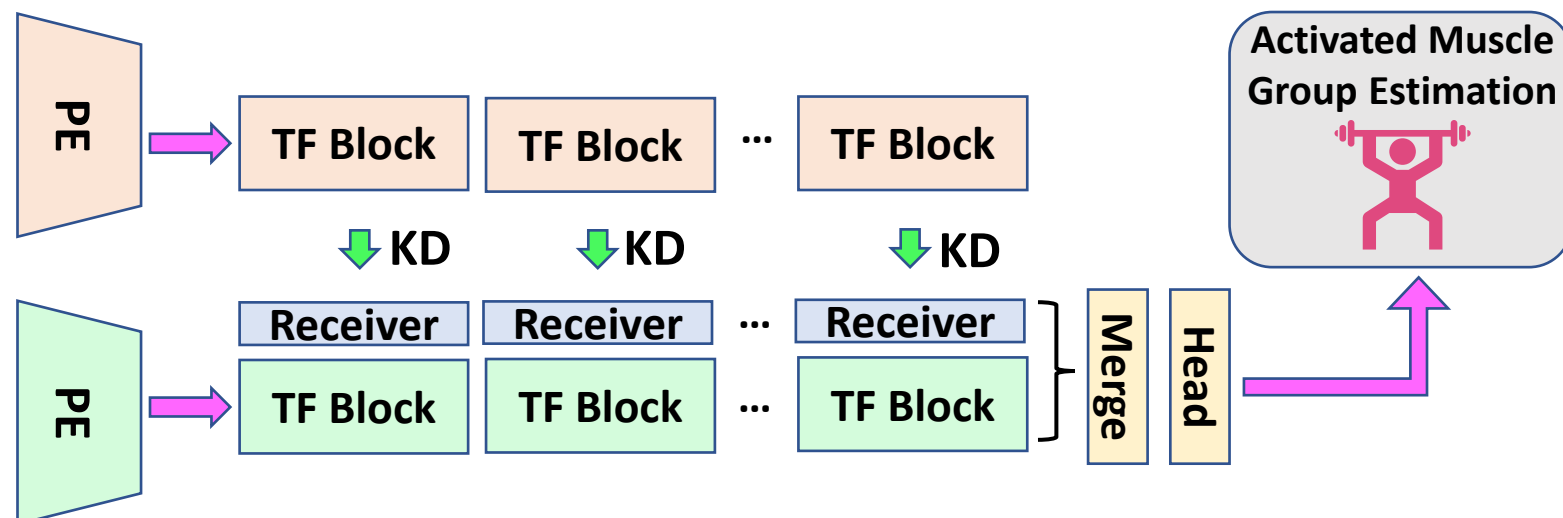 PE
TF Block
TF Block
...
TF Block
Activated Muscle
Group Estimation
KD
KD
KD
PE
Receiver
Receiver
...
Receiver
TF Block
TF Block
...
TF Block
Merge
Head